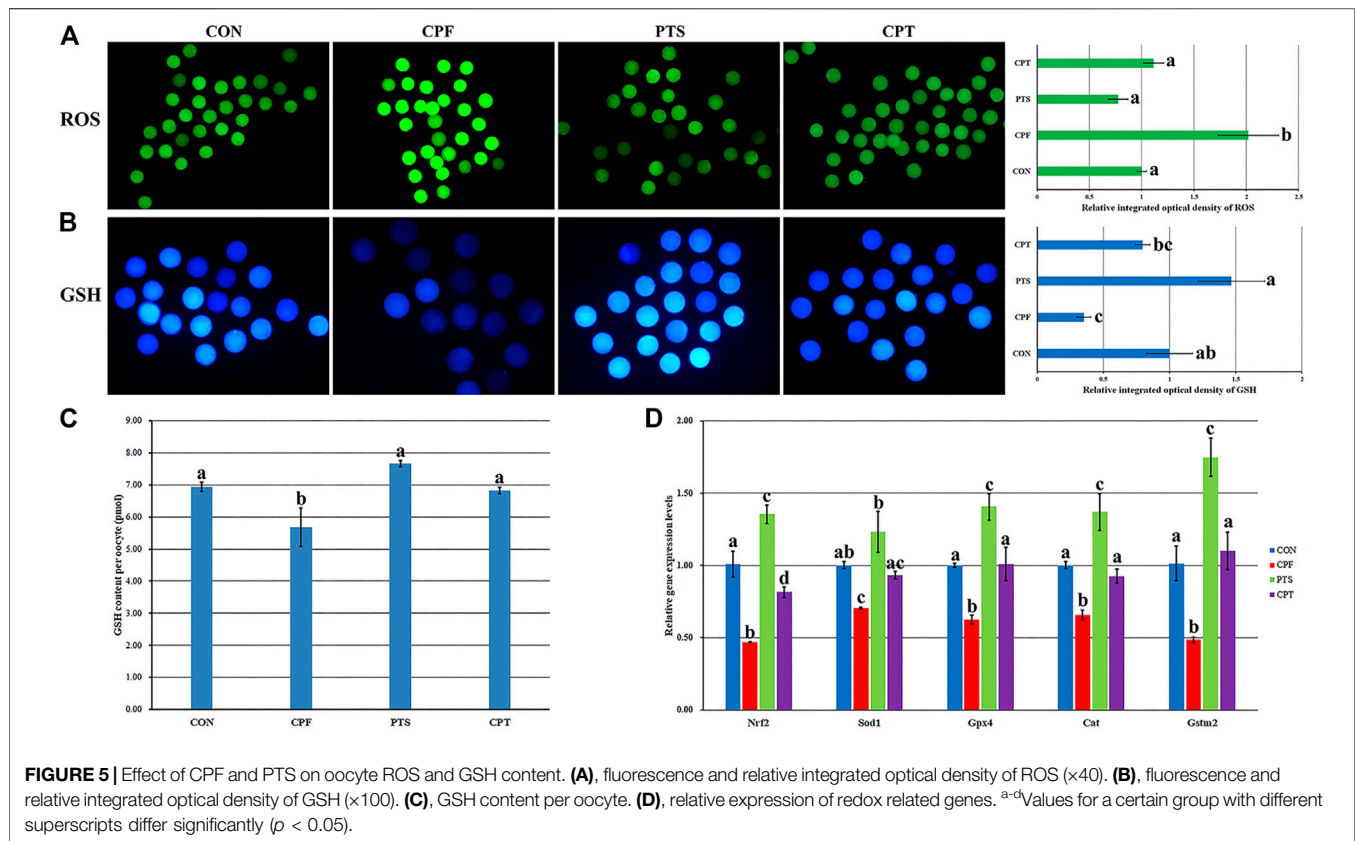 A
CON
CPF
PTS
CPT
ROS
CPT
PTS
CPF
CON
a
a
b
a
0
0.5
1
1.5
2
2.5
Relative integrated optical density of ROS
B
GSH
CPT
PTS
CPF
CON
bc
a
c
ab
0
0.5
1
1.5
2
Relative integrated optical density of GSH
C
GSH content per oocyte (pmol)
9.00
8.00
7.00
6.00
5.00
4.00
3.00
2.00
1.00
0.00
a
b
a
a
CON
CPF
PTS
CPT
D
Relative gene expression levels
2.00
1.50
1.00
0.50
0.00
a
b
c
d
ab
c
b
ac
a
b
c
a
a
b
c
a
a
b
c
a
Nrf2
Sod1
Gpx4
Cat
Gstm2
CON
CPF
PTS
CPT
FIGURE 5 | Effect of CPF and PTS on oocyte ROS and GSH content. (A), fluorescence and relative integrated optical density of ROS (×40). (B), fluorescence and
relative integrated optical density of GSH (×100). (C), GSH content per oocyte. (D), relative expression of redox related genes. a-dValues for a certain group with different
superscripts differ significantly (p < 0.05).